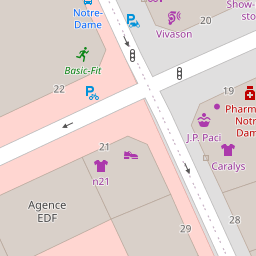 Notre-
Dame
Show-
20
Vivason
Basic-Fit
22
19
Pharm
Notr
Dam
J.P. Paci
21
Caralys
n21
Agence
EDF
28
29